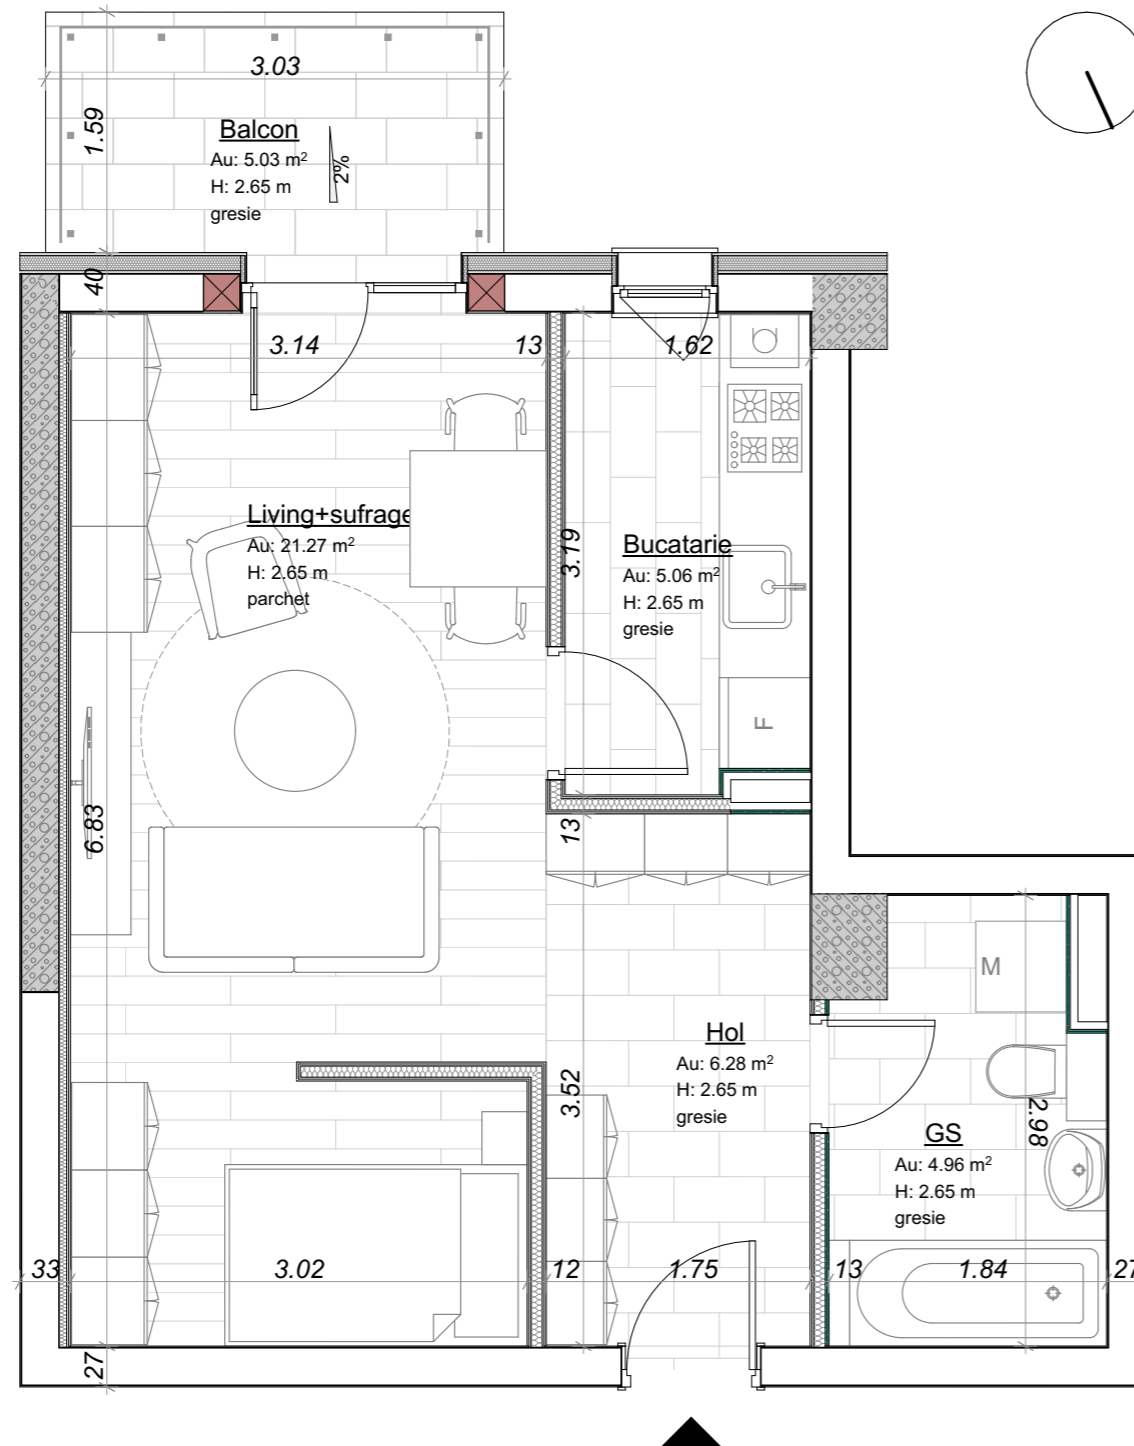 3.03
1.59
Balcon
Au: 5.03 m²
H: 2.65 m
gresie
2%
40
3.14
13
1.62
Living+sufrage
Au: 21.27 m²
H: 2.65 m
parchet
3.19
Bucatarie
Au: 5.06 m²
H: 2.65 m
gresie
F
6.83
13
M
Hol
Au: 6.28 m²
H: 2.65 m
gresie
3.52
2.98
GS
Au: 4.96 m²
H: 2.65 m
gresie
33
3.02
12
1.75
13
1.84
27
27